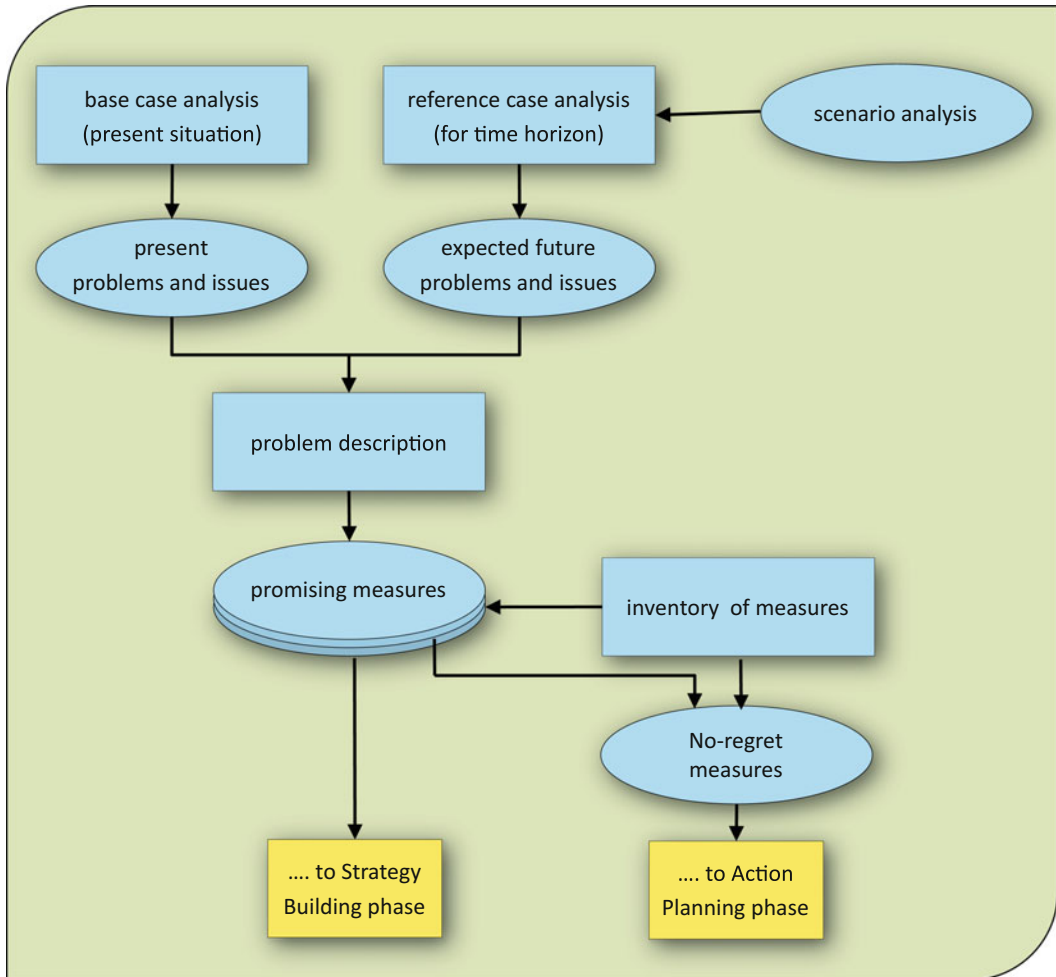 base case analysis
(present situation)
reference case analysis
(for time horizon)
scenario analysis
present
problems and issues
expected future
problems and issues
problem description
promising measures
inventory of measures
No-regret
measures
.... to Strategy
Building phase
.... to Action
Planning phase